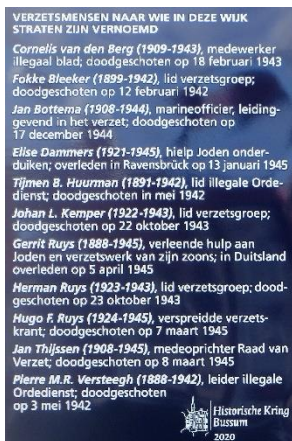 VERZETSMENSEN NAAR WIE IN DEZE WIJK
STRATEN ZIJN VERNOEMD
Cornelis van den Berg (1909-1943), medewerker
illegaal blad; doodgeschoten op 18 februari 1943
Fokke Bleeker (1899-1942), lid verzetsgroep;
doodgeschoten op 12 februari 1942
Jan Bottema (1908-1944), marineofficier, leiding-
gevend in het verzet; doodgeschoten op
17 december 1944
Elise Dammers (1921-1945), hielp Joden onder-
duiken; overleden in Ravensbrück op 13 januari 1945
Tijmen B. Huurman (1891-1942), lid illegale Orde-
dienst; doodgeschoten in mei 1942
Johan L. Kemper (1922-1943), lid verzetsgroep;
doodgeschoten op 22 oktober 1943
Gerrit Ruys (1888-1945), verleende hulp aan
Joden en verzetswerk van zijn zoons; in Duitsland
overleden op 5 april 1945
Herman Ruys (1923-1943), lid verzetsgroep; dood-
geschoten op 23 oktober 1943
Hugo F. Ruys (1924-1945), verspreidde verzets-
krant; doodgeschoten op 7 maart 1945
Jan Thijssen (1908-1945), medeoprichter Raad van
Verzet; doodgeschoten op 8 maart 1945
Pierre M.R. Versteegh (1888-1942), leider illegale
Ordedienst; doodgeschoten
op 3 mei 1942
Historische Kring
Bussum
2020